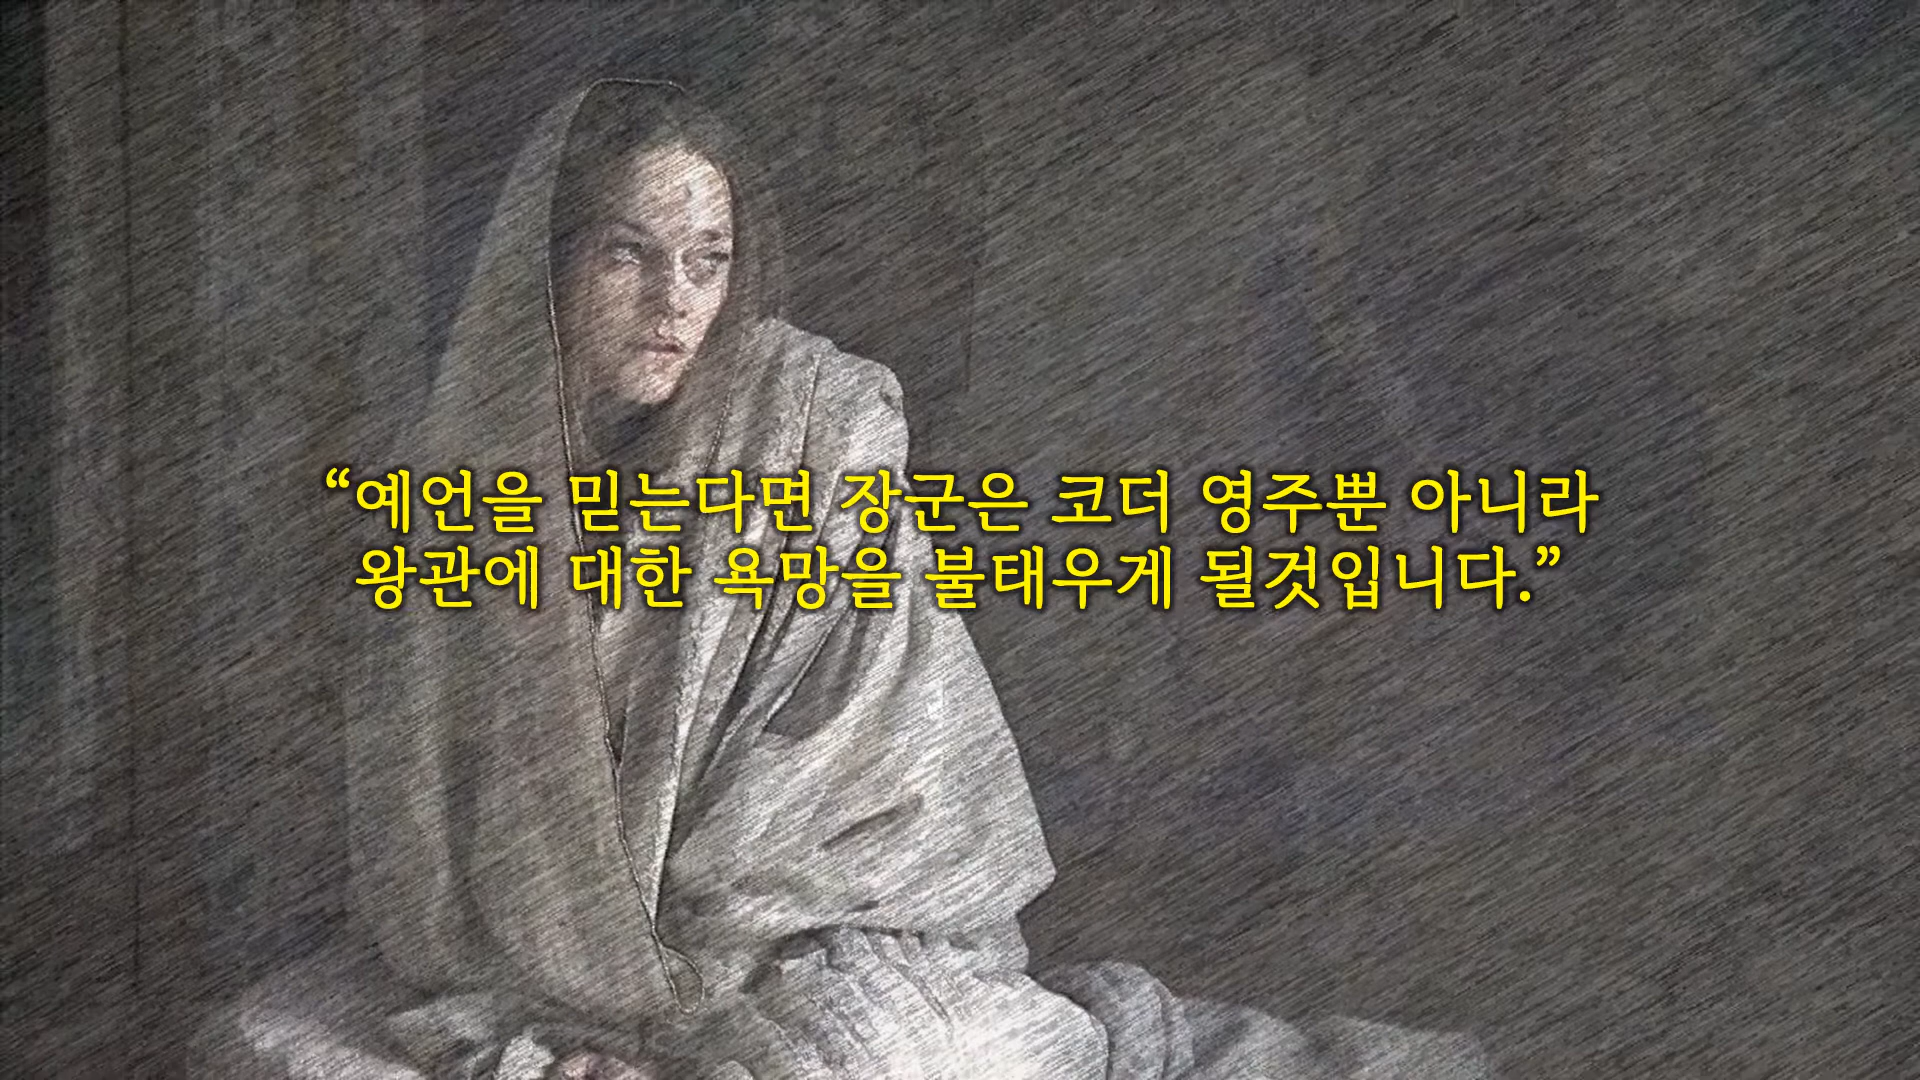 “예언을 믿는다면 장군은 코더 영주뿐 아니라
왕관에 대한 욕망을 불태우게 될것입니다.”